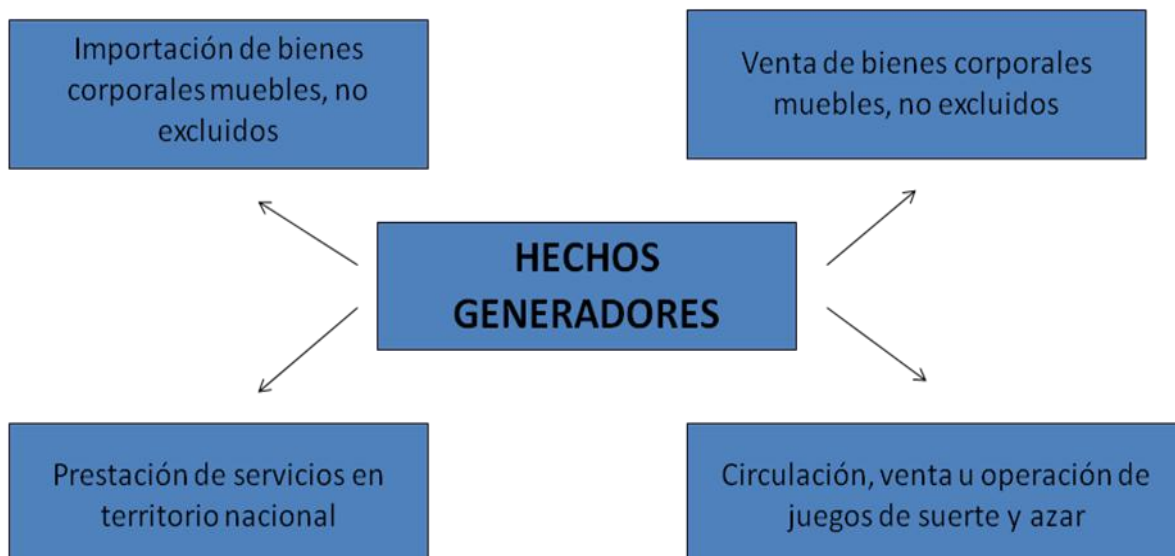 Importación de bienes
corporales muebles, no
excluidos
Venta de bienes corporales
muebles, no excluidos
HECHOS
GENERADORES
Prestación de servicios en
territorio nacional
Circulación, venta u operación de
juegos de suerte y azar